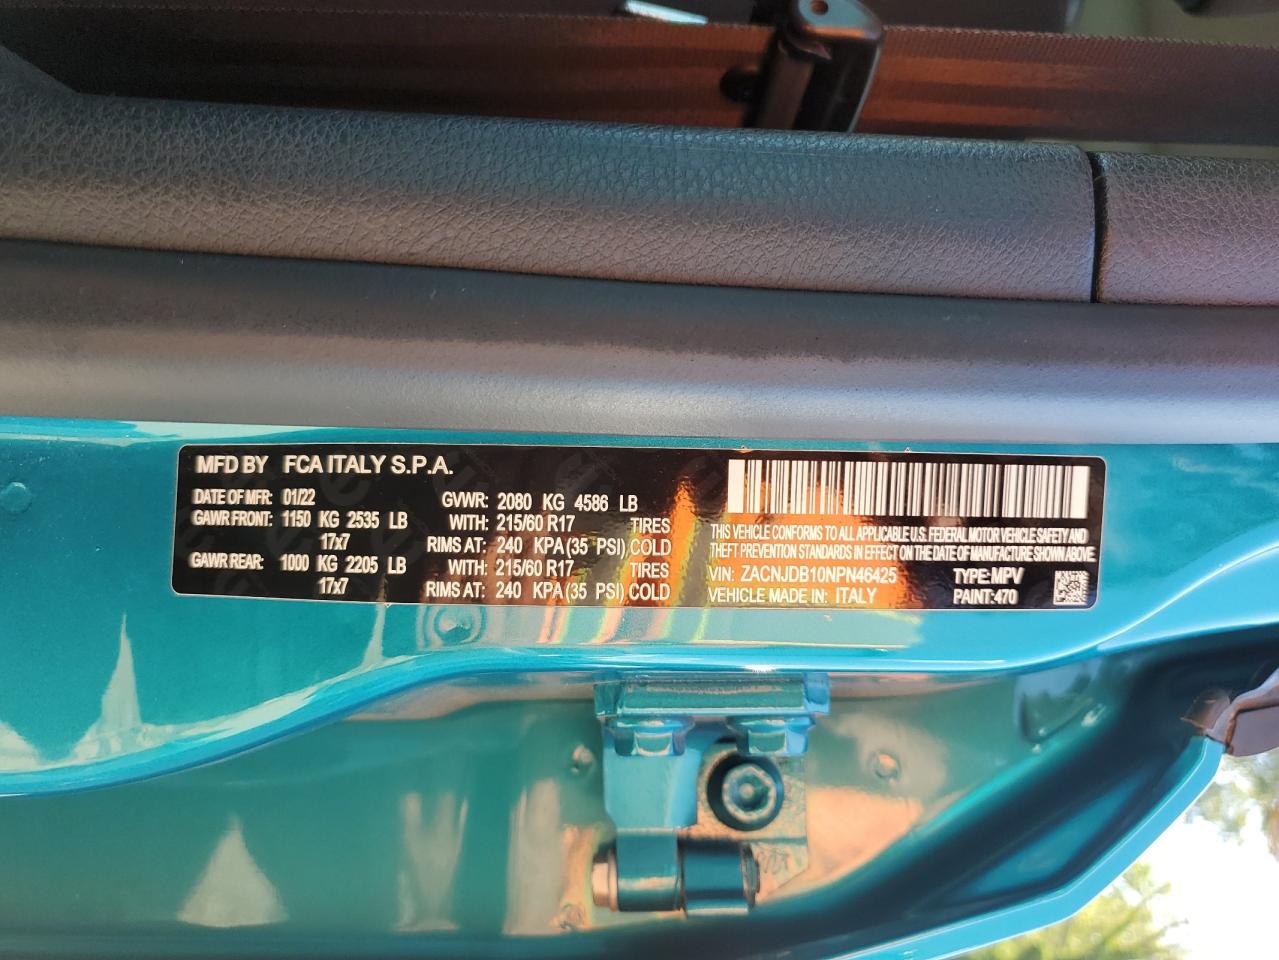 MFD BY FCA ITALY S.P.A.
DATE OF MFR: 01/22 GVWR: 2080 KG 4586 LB
GAWR FRONT: 1150 KG 2535 LB WITH: 215/60 R17 TIRES
17x7 RIMS AT: 240 KPA(35 PSI) COLD
GAWR REAR: 1000 KG 2205 LB WITH: 215/60 R17 TIRES
17x7 RIMS AT: 240 KPA(35 PSI) COLD
THIS VEHICLE CONFORMS TO ALL APPLICABLE U.S. FEDERAL MOTOR VEHICLE SAFETY AND
THEFT PREVENTION STANDARDS IN EFFECT ON THE DATE OF MANUFACTURE SHOWN ABOVE.
VIN: ZACNJDB10NPN46425 TYPE:MPV
VEHICLE MADE IN: ITALY PAINT:470